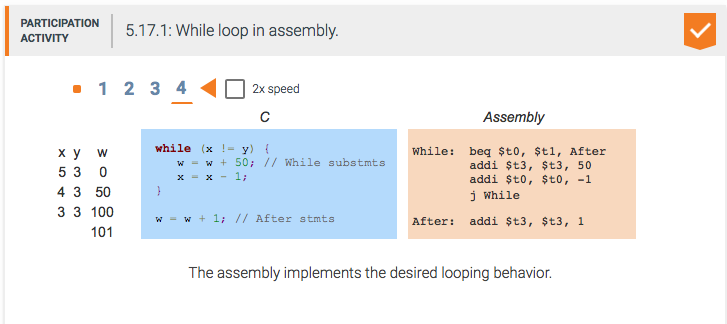 PARTICIPATION
ACTIVITY
5.17.1: While loop in assembly.
1 2 3 4 2x speed
C
while (x != y) {
w = w + 50; // While substmts
x = x - 1;
}
w = w + 1; // After stmts
Assembly
While: beq $t0, $t1, After
addi $t3, $t3, 50
addi $t0, $t0, -1
j While
After: addi $t3, $t3, 1
x y w
5 3 0
4 3 50
3 3 100
101
The assembly implements the desired looping behavior.